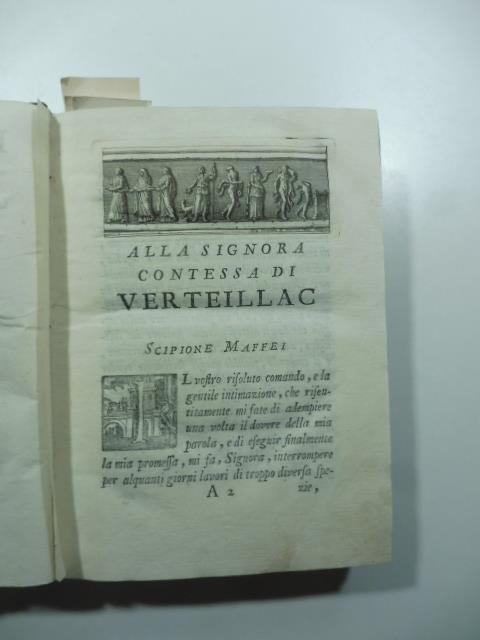 ALLA SIGNORA
CONTESSA DI
VERTEILLAC
SCIPIONE MAFFEI
IL vostro risoluto comando, e la
gentile intimazione, che risen-
titamente mi fate di adempiere
una volta il dovere della mia
parola, e di eseguir finalmente
la mia promessa, mi fa, Signora, interrompere
per alquanti giorni lavori di troppo diversa spe-
A 2
zie,